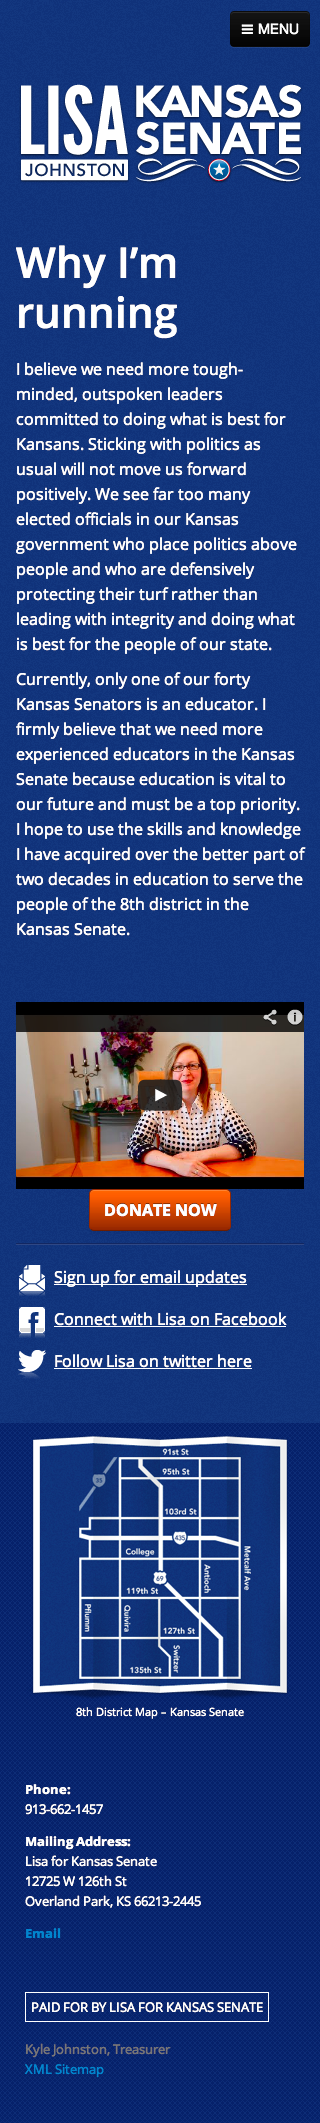 MENU
LISA KANSAS
JOHNSTON SENATE
Why I’m
running
I believe we need more tough-
minded, outspoken leaders
committed to doing what is best for
Kansans. Sticking with politics as
usual will not move us forward
positively. We see far too many
elected officials in our Kansas
government who place politics above
people and who are defensively
protecting their turf rather than
leading with integrity and doing what
is best for the people of our state.
Currently, only one of our forty
Kansas Senators is an educator. I
firmly believe that we need more
experienced educators in the Kansas
Senate because education is vital to
our future and must be a top priority.
I hope to use the skills and knowledge
I have acquired over the better part of
two decades in education to serve the
people of the 8th district in the
Kansas Senate.
DONATE NOW
Sign up for email updates
Connect with Lisa on Facebook
Follow Lisa on twitter here
91st St
95th St
35
103rd St
435
College
Metcalf Ave
69
Antioch
119th St
Pflumm
Quivira
127th St
Switzer
135th St
8th District Map – Kansas Senate
Phone:
913-662-1457
Mailing Address:
Lisa for Kansas Senate
12725 W 126th St
Overland Park, KS 66213-2445
Email
PAID FOR BY LISA FOR KANSAS SENATE
Kyle Johnston, Treasurer
XML Sitemap